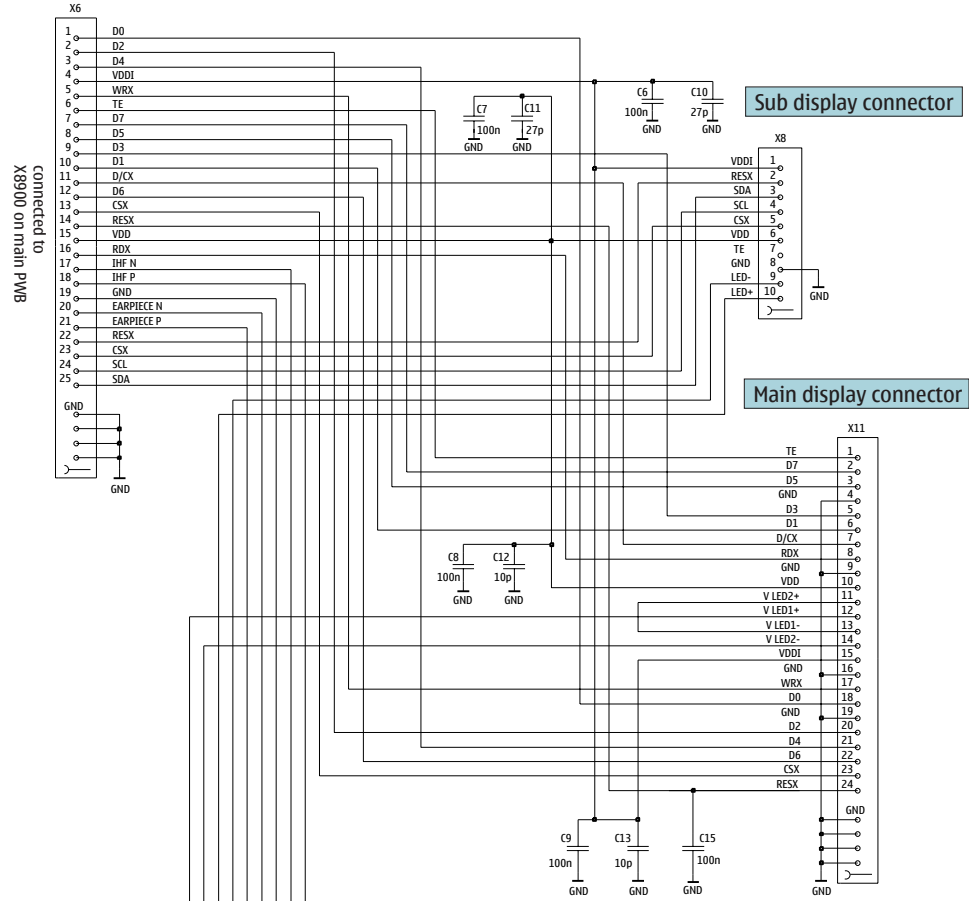 X6
1 D0
2 D2
3 D4
4 VDDI
5 WRX
6 TE
7 D7
8 D5
9 D3
10 D1
11 D/CX
12 D6
13 CSX
14 RESX
15 VDD
16 RDX
17 IHF N
18 IHF P
19 GND
20 EARPIECE N
21 EARPIECE P
22 RESX
23 CSX
24 SCL
25 SDA
GND
GND
connected to
X8900 on main PWB
C7
100n
GND
C11
27p
GND
C6
100n
GND
C10
27p
GND
Sub display connector
X8
VDDI 1
RESX 2
SDA 3
SCL 4
CSX 5
VDD 6
TE 7
GND 8
LED- 9
LED+ 10
GND
Main display connector
X11
TE 1
D7 2
D5 3
GND 4
D3 5
D1 6
D/CX 7
RDX 8
GND 9
VDD 10
V LED2+ 11
V LED1+ 12
V LED1- 13
V LED2- 14
VDDI 15
GND 16
WRX 17
D0 18
GND 19
D2 20
D4 21
D6 22
CSX 23
RESX 24
GND
GND
C8
100n
GND
C12
10p
GND
C9
100n
GND
C13
10p
GND
C15
100n
GND